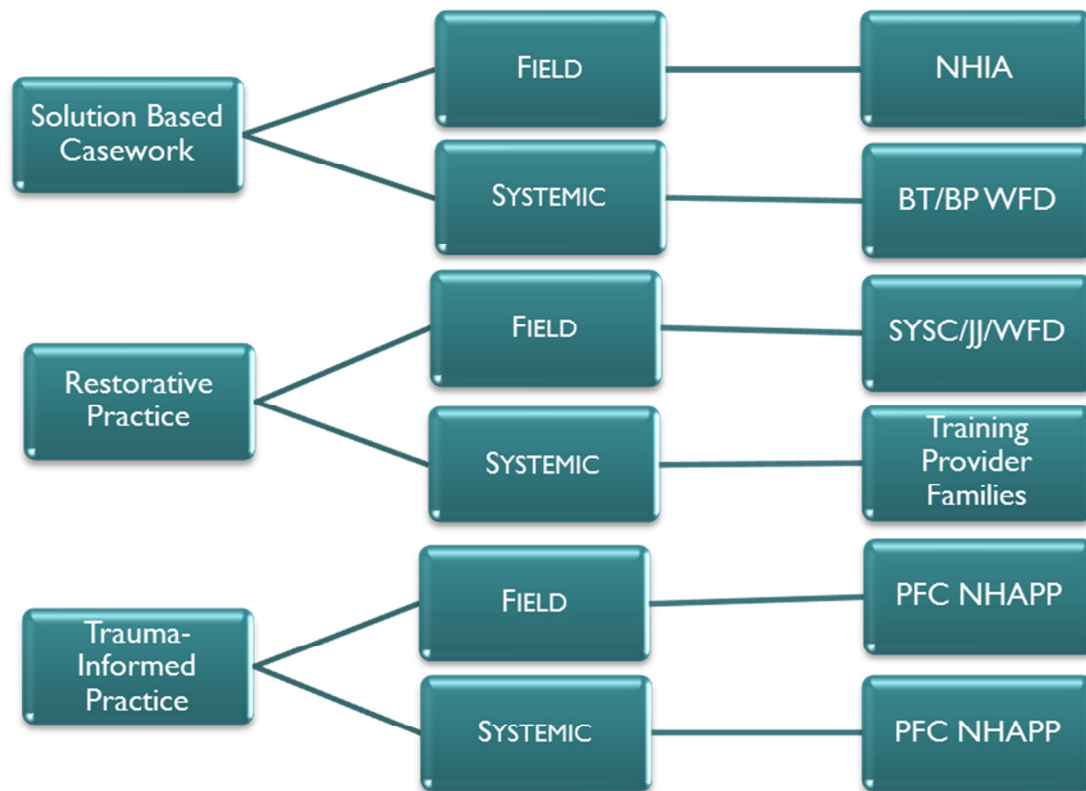 Solution Based
Casework
FIELD
NHIA
SYSTEMIC
BT/BP WFD
Restorative
Practice
FIELD
SYSC/JJ/WFD
SYSTEMIC
Training
Provider
Families
Trauma-
Informed
Practice
FIELD
PFC NHAPP
SYSTEMIC
PFC NHAPP